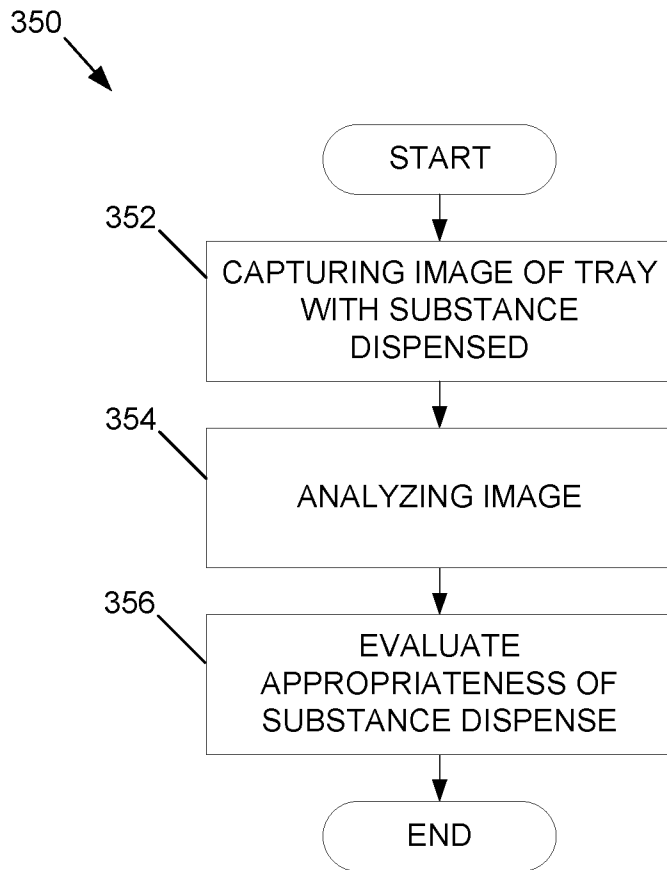 350
START
352
CAPTURING IMAGE OF TRAY
WITH SUBSTANCE
DISPENSED
354
ANALYZING IMAGE
356
EVALUATE
APPROPRIATENESS OF
SUBSTANCE DISPENSE
END